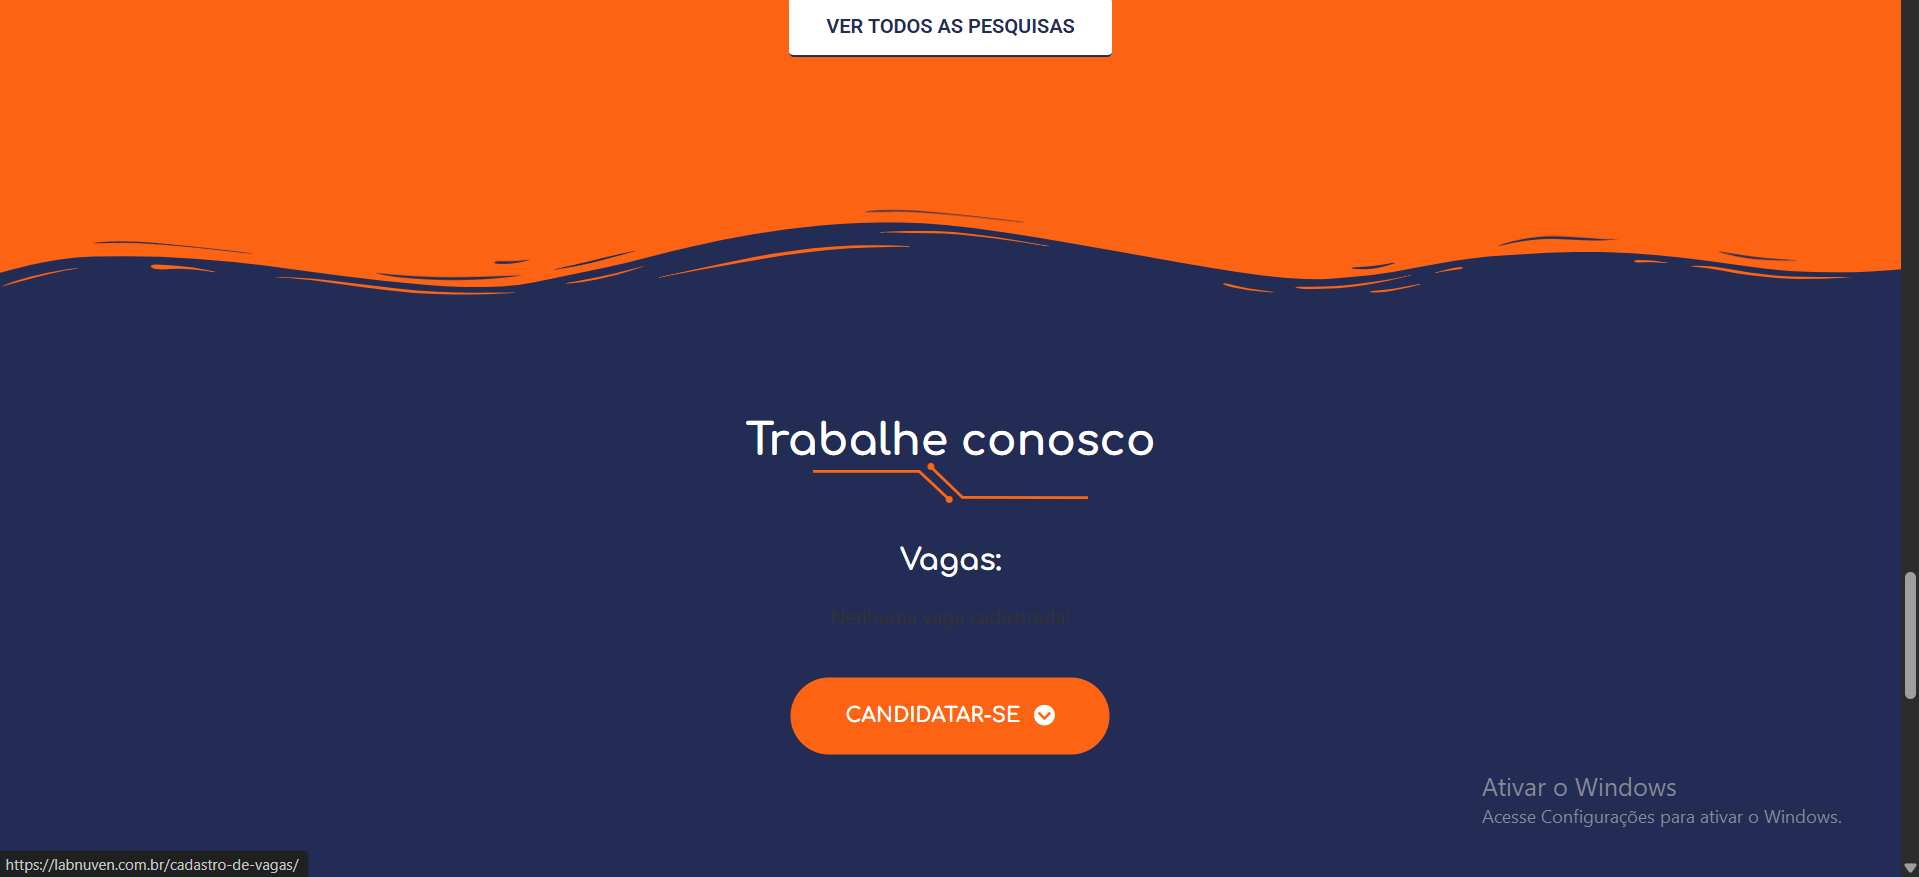 VER TODOS AS PESQUISAS
Trabalhe conosco
Vagas:
Nenhuma vaga cadastrada!
CANDIDATAR-SE
Ativar o Windows
Acesse Configurações para ativar o Windows.
https://labnuven.com.br/cadastro-de-vagas/